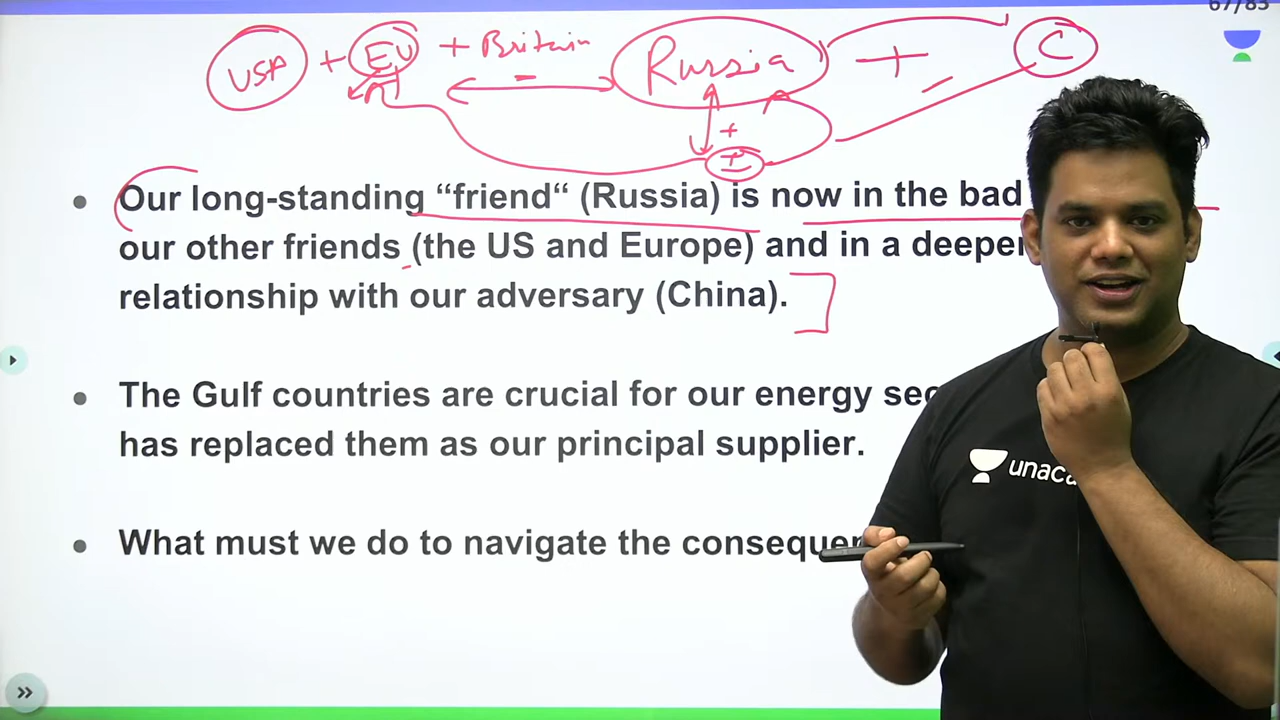 67/83
USA + EU + Britain Russia + C
-
+
I
Our long-standing “friend“ (Russia) is now in the bad
our other friends (the US and Europe) and in a deeper
relationship with our adversary (China).
The Gulf countries are crucial for our energy sec
has replaced them as our principal supplier.
unaca
What must we do to navigate the consequen